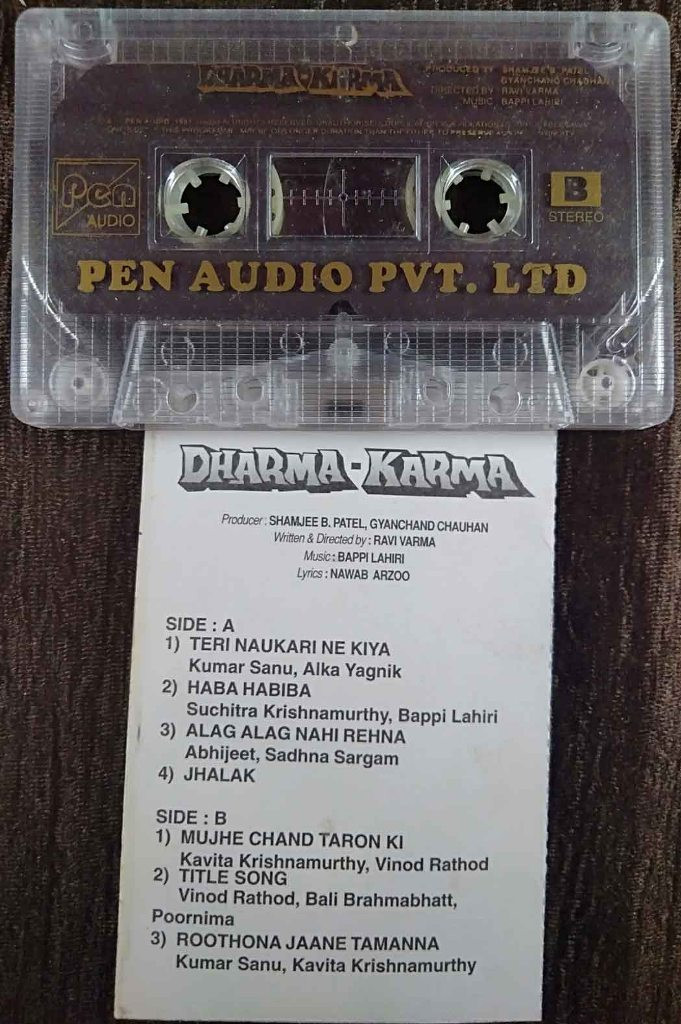 DHARMA-KARMA
PRODUCED BY SHAMJEE B. PATEL
GYANCHAND CHAUHAN
DIRECTED BY RAVI VARMA
MUSIC BAPPI LAHIRI
Pen
AUDIO
B
STEREO
PEN AUDIO PVT. LTD
DHARMA-KARMA
Producer : SHAMJEE B. PATEL, GYANCHAND CHAUHAN
Written & Directed by : RAVI VARMA
Music : BAPPI LAHIRI
Lyrics : NAWAB ARZOO
SIDE : A
1) TERI NAUKARI NE KIYA
Kumar Sanu, Alka Yagnik
2) HABA HABIBA
Suchitra Krishnamurthy, Bappi Lahiri
3) ALAG ALAG NAHI REHNA
Abhijeet, Sadhna Sargam
4) JHALAK
SIDE : B
1) MUJHE CHAND TARON KI
Kavita Krishnamurthy, Vinod Rathod
2) TITLE SONG
Vinod Rathod, Bali Brahmabhatt,
Poornima
3) ROOTHONA JAANE TAMANNA
Kumar Sanu, Kavita Krishnamurthy